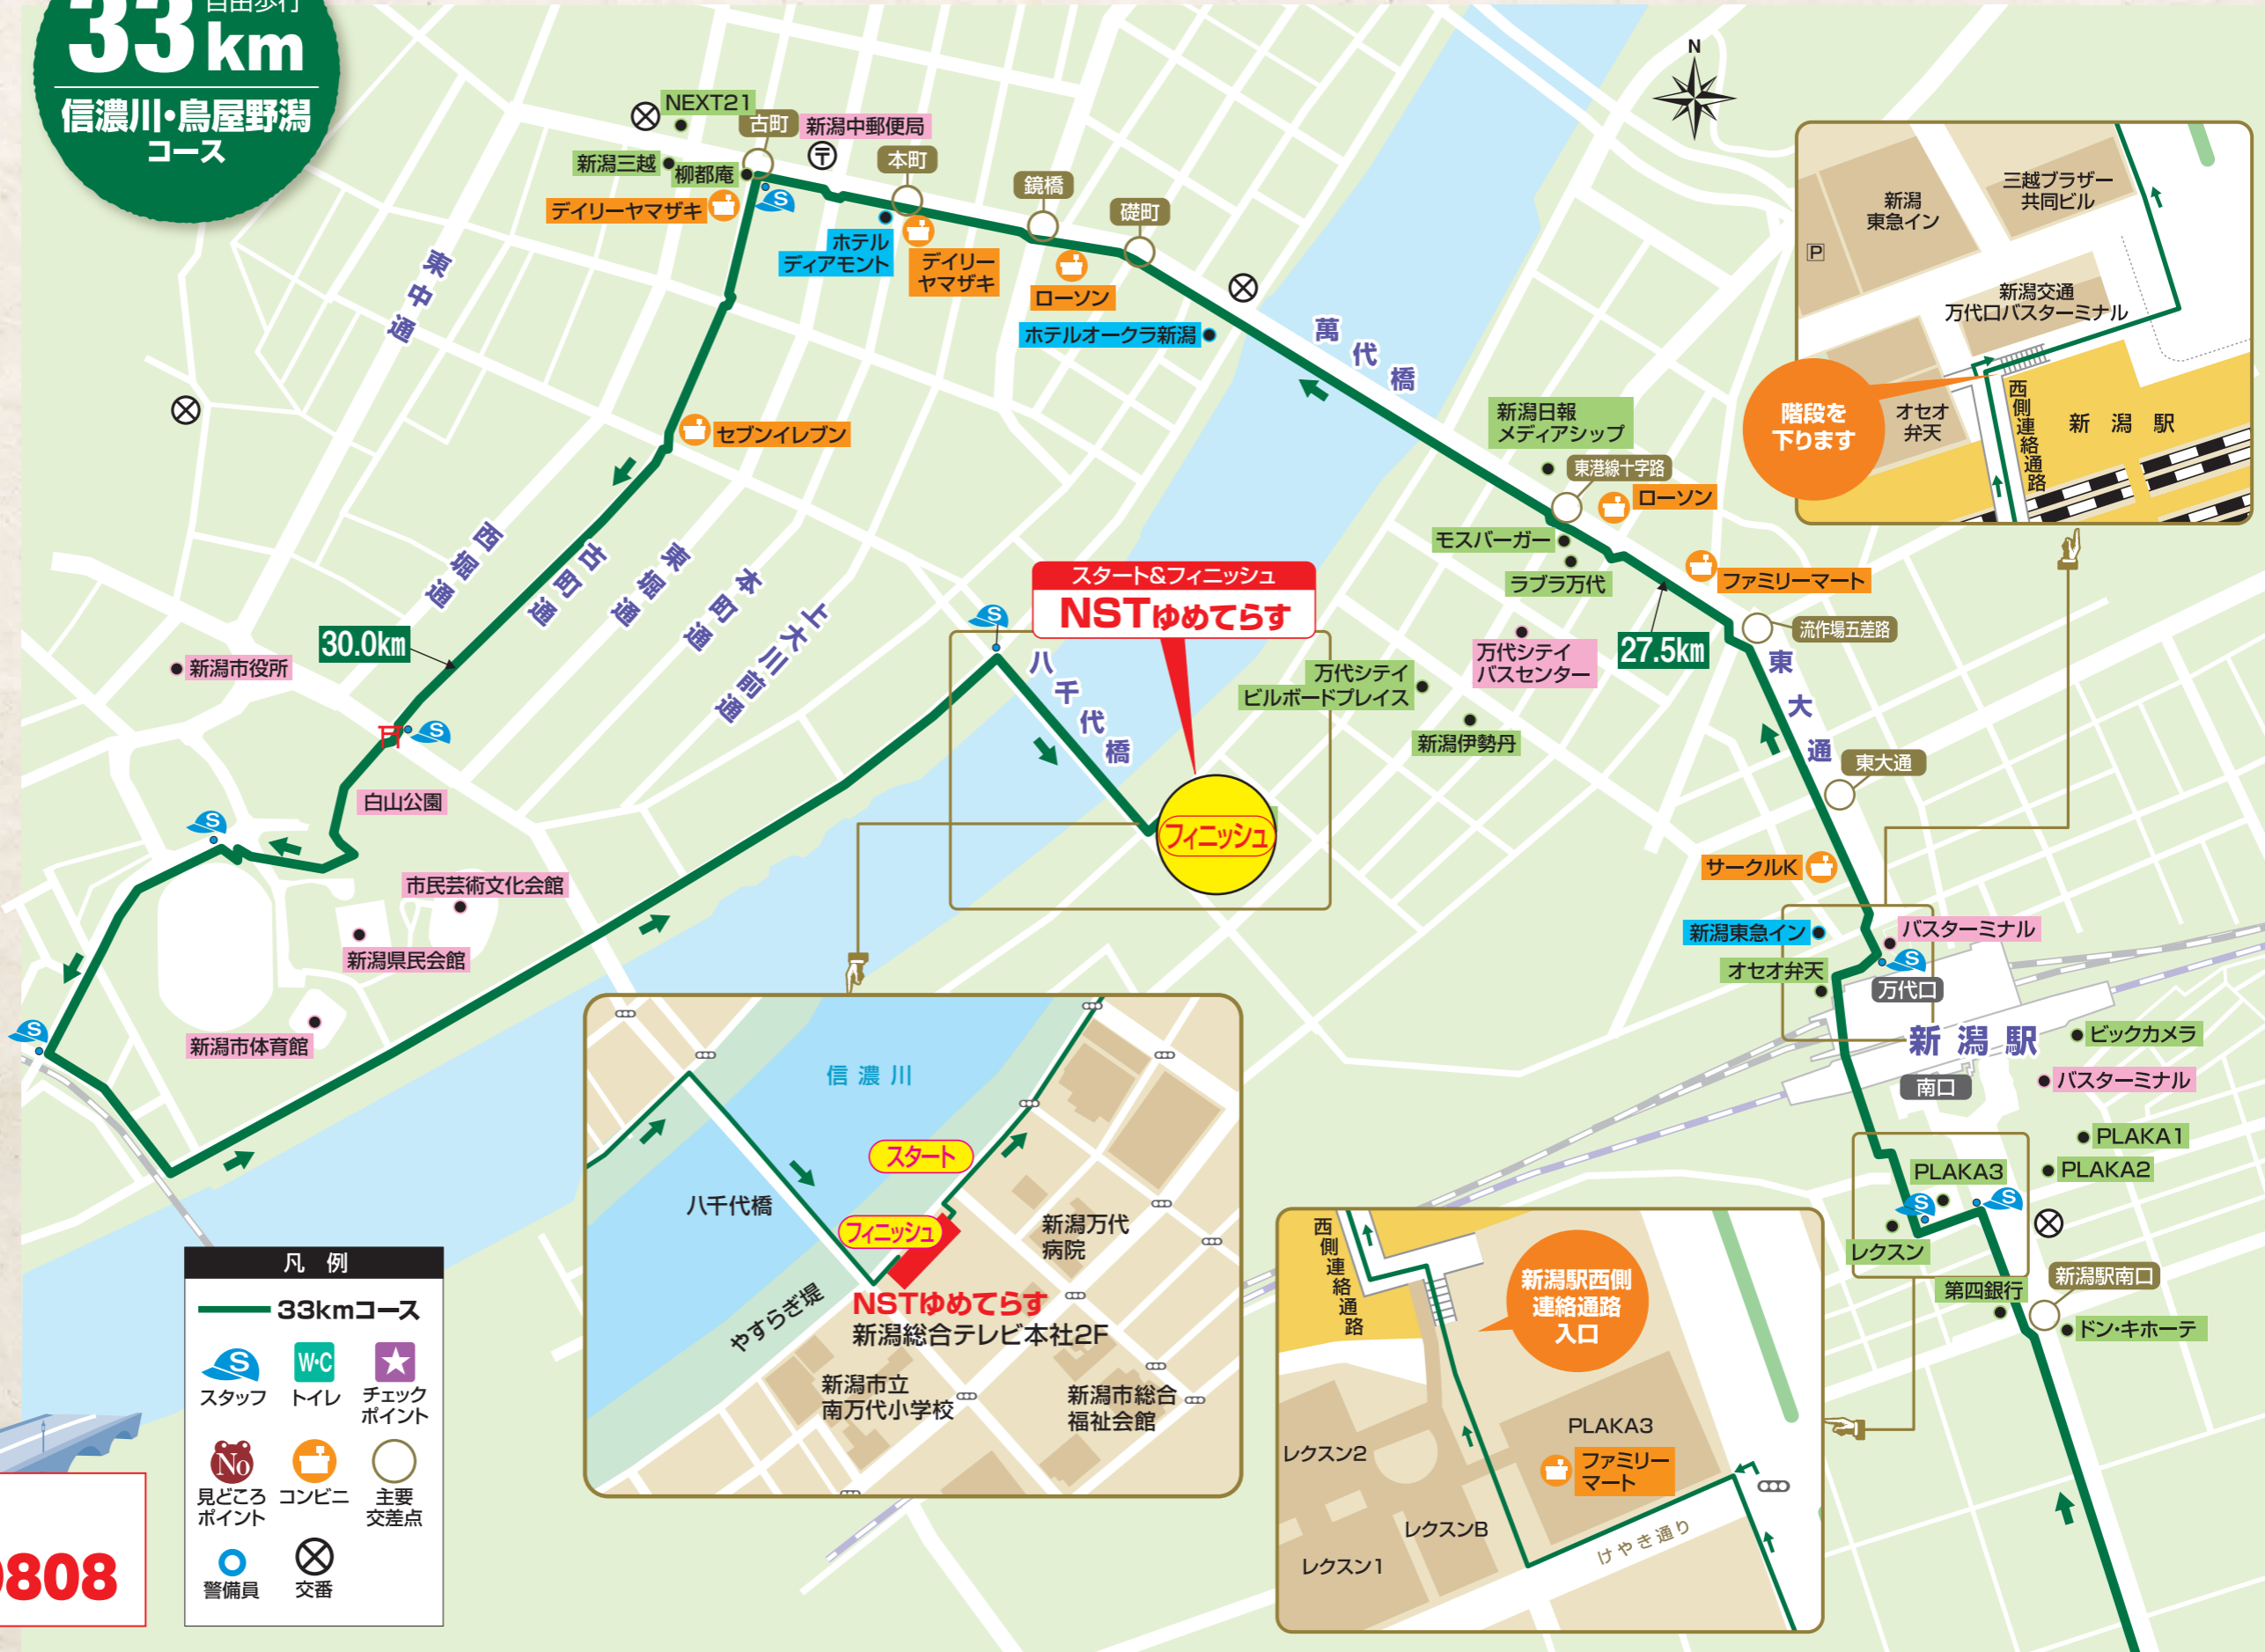 自由歩行
33km
信濃川・鳥屋野潟
コース
N
NEXT21
古町
新潟中郵便局
新潟三越
柳都庵
本町
鏡橋
礎町
デイリーヤマザキ
S
ホテル
ディアモント
デイリー
ヤマザキ
ローソン
ホテルオークラ新潟
東中通
萬代橋
セブンイレブン
新潟日報
メディアシップ
東港線十字路
ローソン
モスバーガー
ラブラ万代
ファミリーマート
流作場五差路
27.5km
西堀通
古町通
東堀通
本町通
上大川前通
30.0km
新潟市役所
S
スタート&フィニッシュ
NSTゆめてらす
S
八千代橋
フィニッシュ
万代シテイ
ビルボードプレイス
万代シテイ
バスセンター
新潟伊勢丹
東大通
東大通
白山公園
S
市民芸術文化会館
新潟県民会館
新潟市体育館
S
サークルK
新潟東急イン
バスターミナル
S
オセオ弁天
万代口
新潟駅
南口
ビックカメラ
バスターミナル
PLAKA1
PLAKA2
PLAKA3
S
S
レクスン
第四銀行
新潟駅南口
ドン・キホーテ
新潟
東急イン
三越ブラザー
共同ビル
P
新潟交通
万代口バスターミナル
階段を
下ります
オセオ
弁天
西側連絡通路
新潟駅
信濃川
スタート
八千代橋
フィニッシュ
新潟万代
病院
NSTゆめてらす
新潟総合テレビ本社2F
やすらぎ堤
新潟市立
南万代小学校
新潟市総合
福祉会館
西側連絡通路
新潟駅西側
連絡通路
入口
PLAKA3
ファミリー
マート
レクスン2
レクスンB
レクスン1
けやき通り
凡例
33kmコース
S
スタッフ
W・C
トイレ
チェック
ポイント
No
見どころ
ポイント
コンビニ
主要
交差点
警備員
交番
808